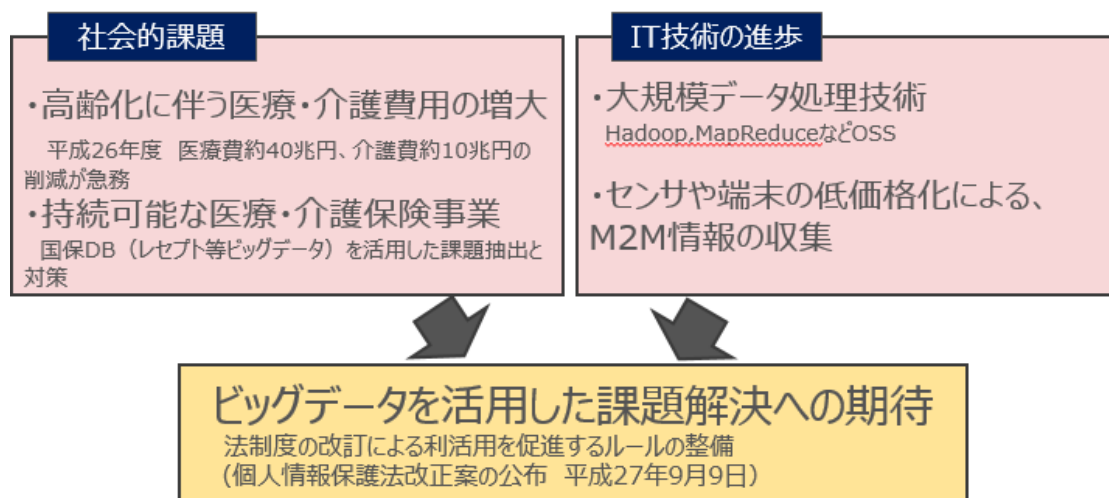 社会的課題
・高齢化に伴う医療・介護費用の増大
平成26年度　医療費約40兆円、介護費約10兆円の
削減が急務
・持続可能な医療・介護保険事業
国保DB（レセプト等ビッグデータ）を活用した課題抽出と
対策
IT技術の進歩
・大規模データ処理技術
Hadoop,MapReduceなどOSS
・センサや端末の低価格化による、
M2M情報の収集
ビッグデータを活用した課題解決への期待
法制度の改訂による利活用を促進するルールの整備
(個人情報保護法改正案の公布　平成27年9月9日）